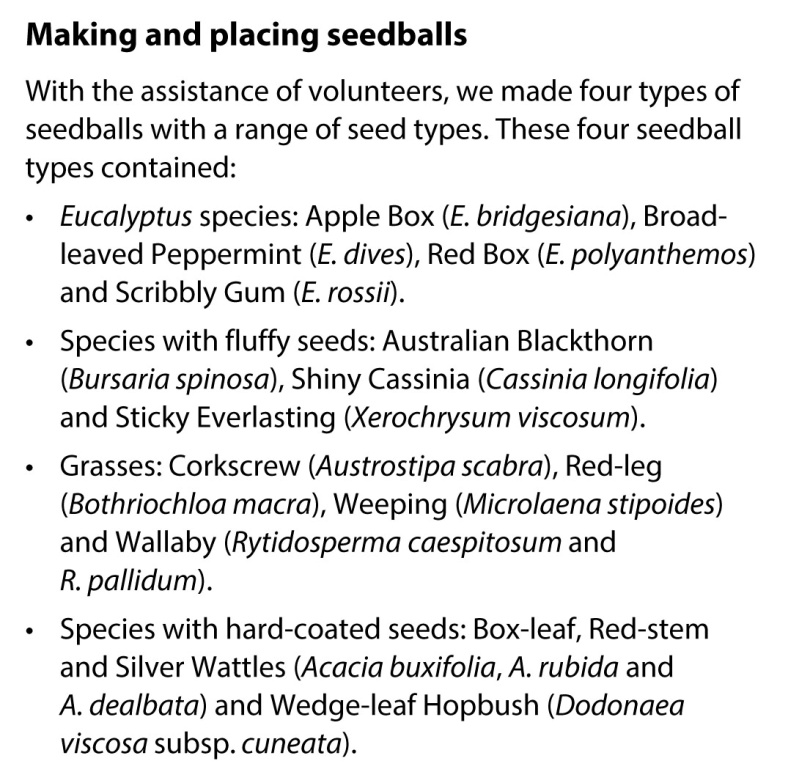 Making and placing seedballs
With the assistance of volunteers, we made four types of
seedballs with a range of seed types. These four seedball
types contained:
• Eucalyptus species: Apple Box (E. bridgesiana), Broad-
leaved Peppermint (E. dives), Red Box (E. polyanthemos)
and Scribbly Gum (E. rossii).
• Species with fluffy seeds: Australian Blackthorn
(Bursaria spinosa), Shiny Cassinia (Cassinia longifolia)
and Sticky Everlasting (Xerochrysum viscosum).
• Grasses: Corkscrew (Austrostipa scabra), Red-leg
(Bothriochloa macra), Weeping (Microlaena stipoides)
and Wallaby (Rytidosperma caespitosum and
R. pallidum).
• Species with hard-coated seeds: Box-leaf, Red-stem
and Silver Wattles (Acacia buxifolia, A. rubida and
A. dealbata) and Wedge-leaf Hopbush (Dodonaea
viscosa subsp. cuneata).